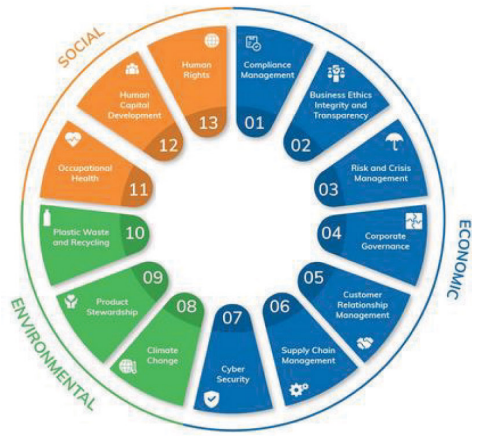 SOCIAL
ECONOMIC
ENVIRONMENTAL
Compliance
Management
01
Business Ethics
Integrity and
Transparency
02
Risk and Crisis
Management
03
Corporate
Governance
04
Customer
Relationship
Management
05
Supply Chain
Management
06
Cyber
Security
07
Climate
Change
08
Product
Stewardship
09
Plastic Waste
and Recycling
10
Occupational
Health
11
Human
Capital
Development
12
Human
Rights
13